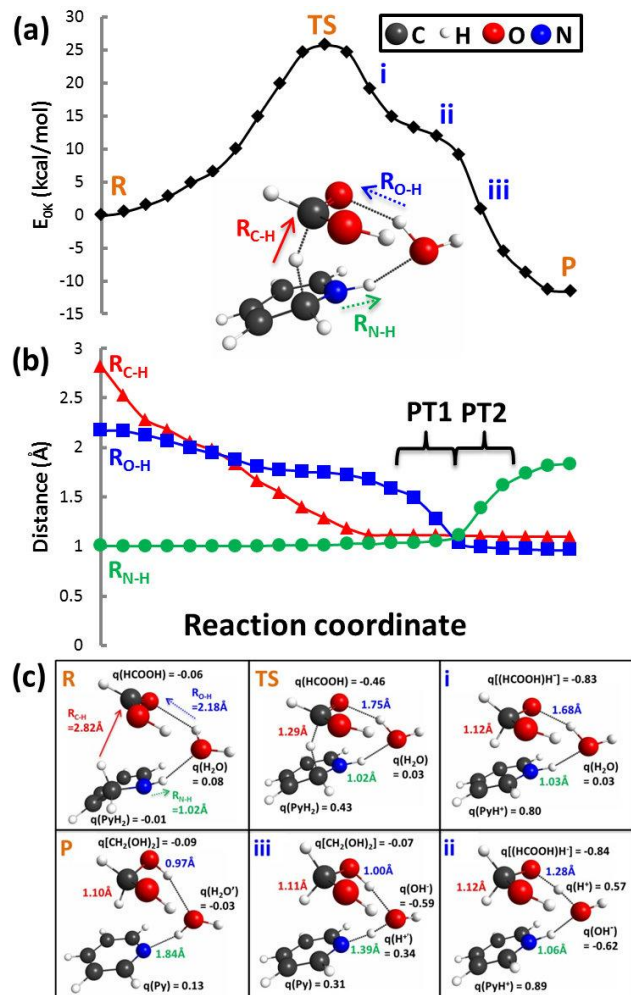 (a)
E0K (kcal/mol)
30
25
20
15
10
5
0
-5
-10
-15
R
TS
i
ii
iii
P
C H O N
RC-H
RO-H
RN-H
(b)
Distance (Å)
3
2.5
2
1.5
1
0.5
0
RC-H
RO-H
RN-H
PT1 PT2
Reaction coordinate
(c)
R
q(HCOOH) = -0.06
RC-H
=2.82Å
RO-H
=2.18Å
q(H2O)
= 0.08
RN-H
=1.02Å
q(PyH2) = -0.01
TS
q(HCOOH) = -0.46
1.75Å
1.29Å
q(H2O)
= 0.03
1.02Å
q(PyH2) = 0.43
i
q[(HCOOH)H-] = -0.83
1.68Å
1.12Å
q(H2O)
= 0.03
1.03Å
q(PyH+) = 0.80
P
q[CH2(OH)2] = -0.09
0.97Å
1.10Å
q(H2O')
= -0.03
1.84Å
q(Py) = 0.13
iii
q[CH2(OH)2] = -0.07
1.00Å
1.11Å
q(OH-)
= -0.59
q(H+')
= 0.34
1.39Å
q(Py) = 0.31
ii
q[(HCOOH)H-] = -0.84
1.28Å
q(H+) = 0.57
1.12Å
q(OH-)
= -0.62
1.06Å
q(PyH+) = 0.89